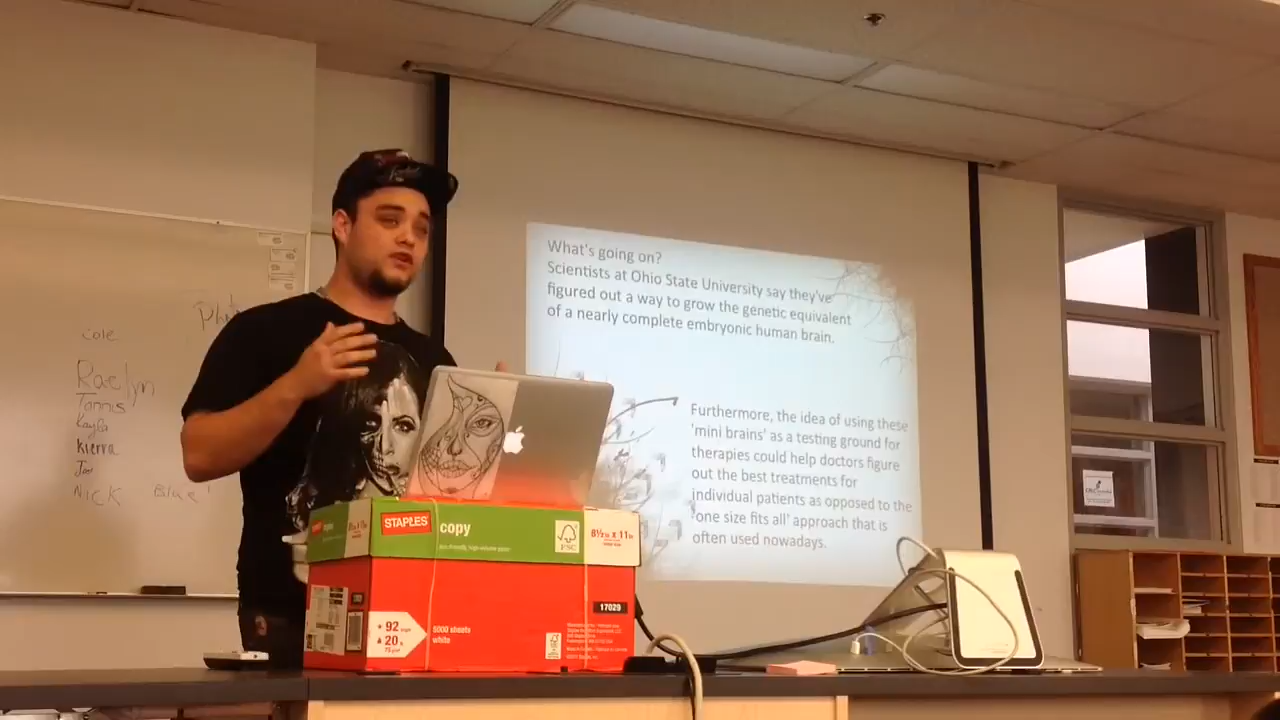 What's going on?
Scientists at Ohio State University say they've
figured out a way to grow the genetic equivalent
of a nearly complete embryonic human brain.
Furthermore, the idea of using these
'mini brains' as a testing ground for
therapies could help doctors figure
out the best treatments for
individual patients as opposed to the
'one size fits all' approach that is
often used nowadays.
cole
Raelyn
Tannis
Kayla
Kierra
NICK
STAPLES
copy
FSC
8½ in x 11 in
17029
92
20
5000 sheets
white